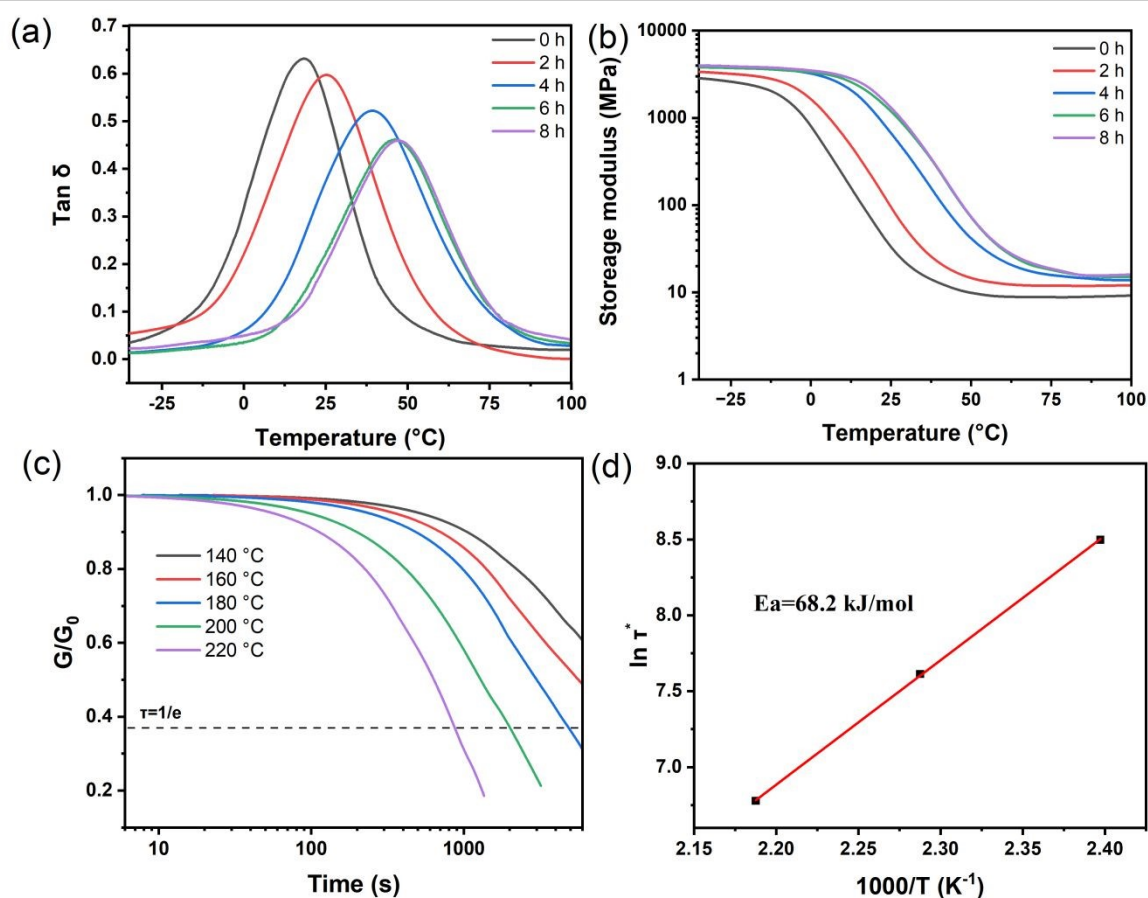 (a)
0.7
0.6
0.5
0.4
0.3
0.2
0.1
0.0
Tan δ
0 h
2 h
4 h
6 h
8 h
-25
0
25
50
75
100
Temperature (°C)
(b)
10000
1000
100
10
1
Storeage modulus (MPa)
0 h
2 h
4 h
6 h
8 h
−25
0
25
50
75
100
Temperature (°C)
(c)
1.0
0.8
0.6
0.4
0.2
G/G0
140 °C
160 °C
180 °C
200 °C
220 °C
τ=1/e
10
100
1000
Time (s)
(d)
9.0
8.5
8.0
7.5
7.0
ln τ*
Ea=68.2 kJ/mol
2.15
2.20
2.25
2.30
2.35
2.40
1000/T (K-1)